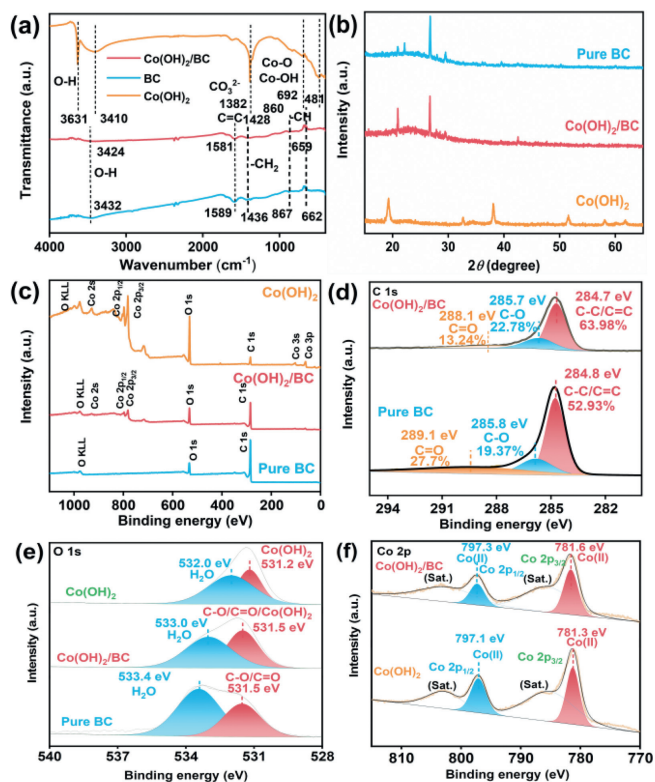 (a)
Co(OH)₂/BC
BC
Co(OH)₂
O-H
3631
3410
CO₃²⁻
1382
C=C
1428
Co-O
Co-OH
692
860
481
-CH
3424
1581
659
O-H
-CH₂
3432
1589
1436
867
662
Transmittance (a.u.)
4000
3000
2000
1000
Wavenumber (cm⁻¹)
(b)
Pure BC
Co(OH)₂/BC
Co(OH)₂
Intensity (a.u.)
20
30
40
50
60
2θ (degree)
(c)
O KLL
Co 2s
Co 2p₁/₂
Co 2p₃/₂
O 1s
C 1s
Co 3s
Co 3p
Co(OH)₂
O KLL
Co 2s
Co 2p₁/₂
Co 2p₃/₂
O 1s
C 1s
Co(OH)₂/BC
O KLL
O 1s
C 1s
Pure BC
Intensity (a.u.)
1000
800
600
400
200
0
Binding energy (eV)
(d)
C 1s
Co(OH)₂/BC
288.1 eV
C=O
13.24%
285.7 eV
C-O
22.78%
284.7 eV
C-C/C=C
63.98%
Pure BC
289.1 eV
C=O
27.7%
285.8 eV
C-O
19.37%
284.8 eV
C-C/C=C
52.93%
Intensity (a.u.)
295
290
285
280
Binding energy (eV)
(e)
O 1s
Co(OH)₂
532.0 eV
H₂O
Co(OH)₂
531.2 eV
Co(OH)₂/BC
533.0 eV
H₂O
C-O/C=O/Co(OH)₂
531.5 eV
Pure BC
533.4 eV
H₂O
C-O/C=O
531.5 eV
Intensity (a.u.)
540
537
534
531
528
Binding energy (eV)
(f)
Co 2p
Co(OH)₂/BC
(Sat.)
797.3 eV
Co(II)
Co 2p₁/₂
(Sat.)
Co 2p₃/₂
781.6 eV
Co(II)
Co(OH)₂
(Sat.)
797.1 eV
Co(II)
Co 2p₁/₂
(Sat.)
Co 2p₃/₂
781.3 eV
Co(II)
Intensity (a.u.)
810
800
790
780
770
Binding energy (eV)